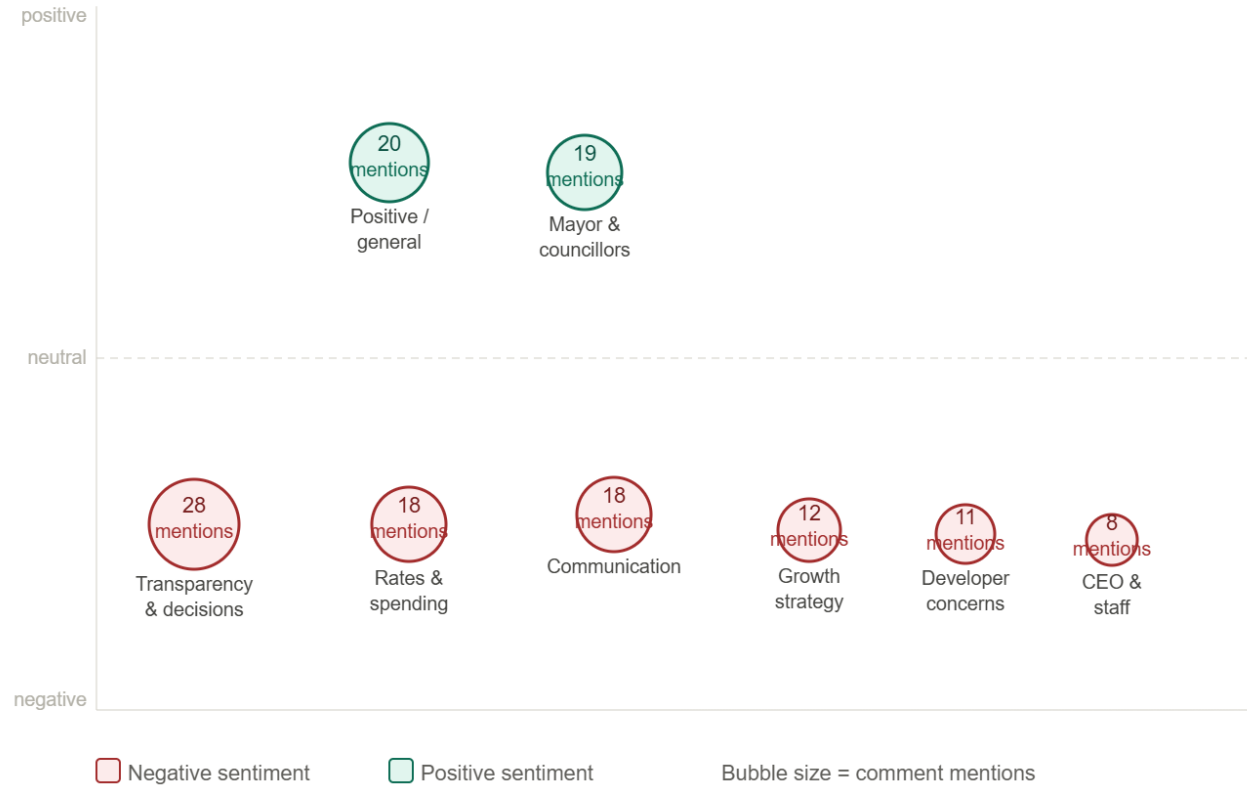 positive
20
mentions
Positive /
general
19
mentions
Mayor &
councillors
neutral
28
mentions
Transparency
& decisions
18
mentions
Rates &
spending
18
mentions
Communication
12
mentions
Growth
strategy
11
mentions
Developer
concerns
8
mentions
CEO &
staff
negative
Negative sentiment
Positive sentiment
Bubble size = comment mentions